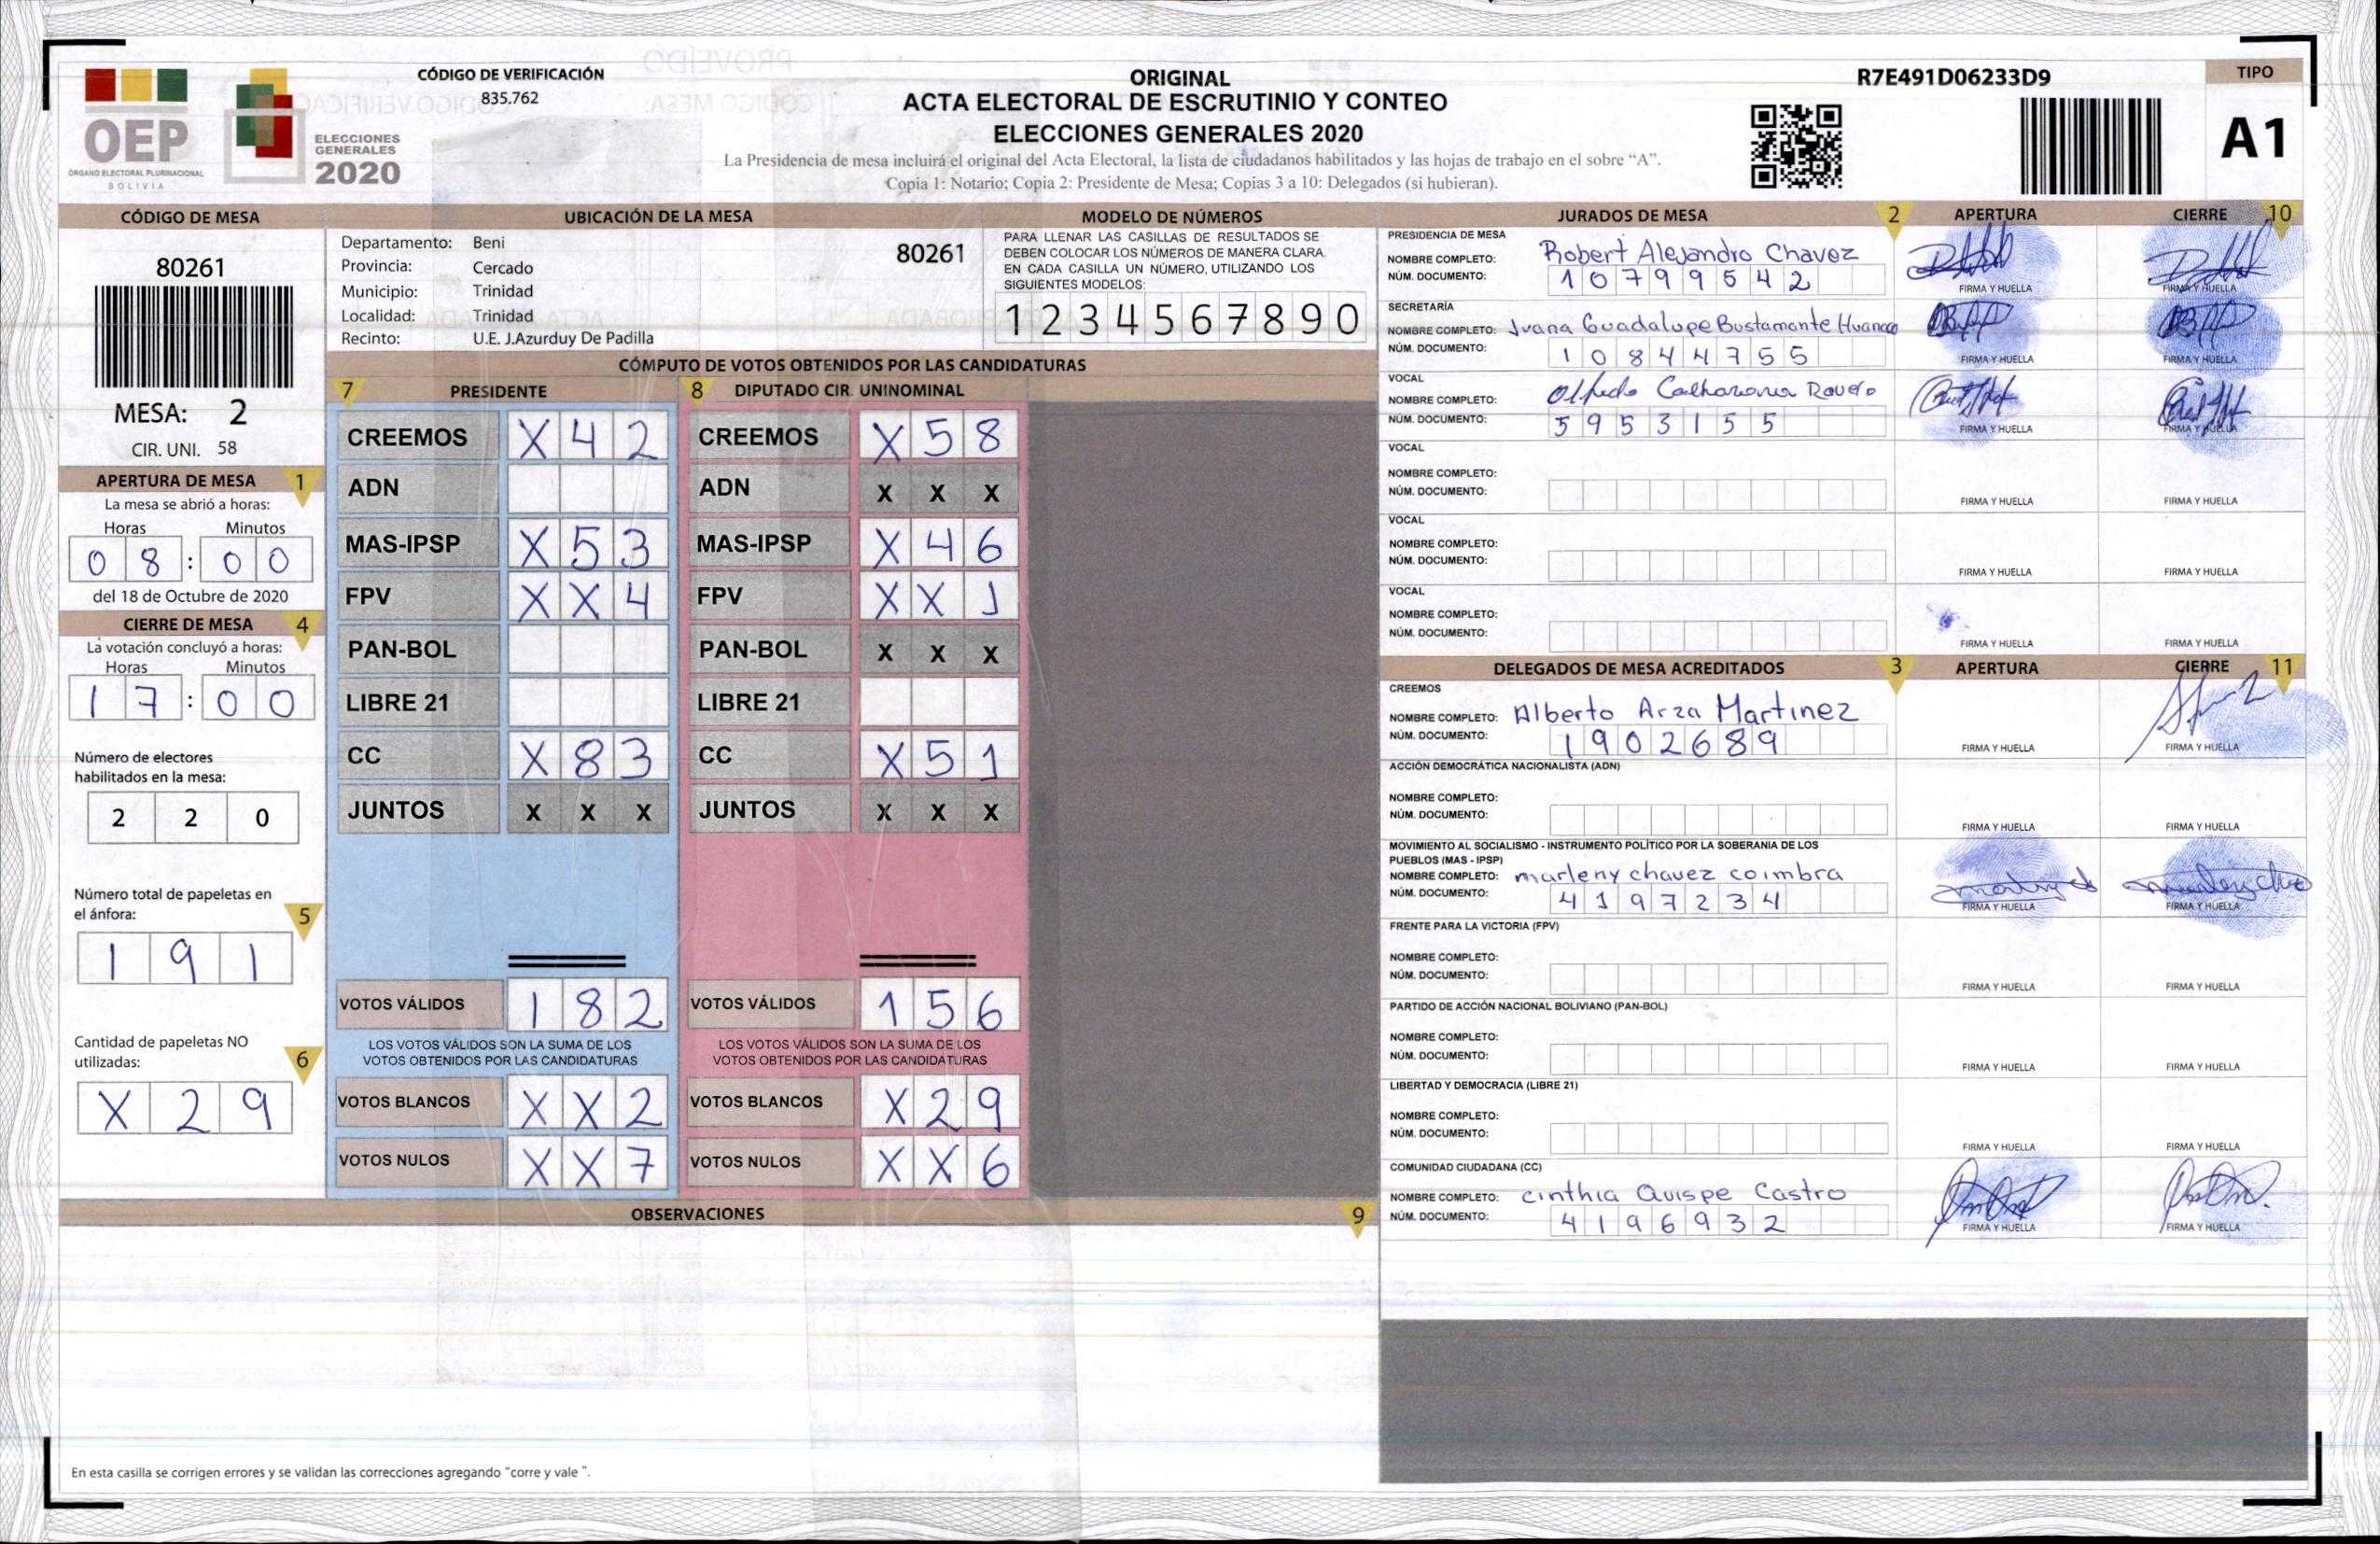 CÓDIGO DE VERIFICACIÓN
835.762
OEP
ÓRGANO ELECTORAL PLURINACIONAL
BOLIVIA
ELECCIONES
GENERALES
2020
ORIGINAL
ACTA ELECTORAL DE ESCRUTINIO Y CONTEO
ELECCIONES GENERALES 2020
La Presidencia de mesa incluirá el original del Acta Electoral, la lista de ciudadanos habilitados y las hojas de trabajo en el sobre “A”.
Copia 1: Notario; Copia 2: Presidente de Mesa; Copias 3 a 10: Delegados (si hubieran).
R7E491D06233D9
TIPO
A1
CÓDIGO DE MESA
80261
MESA: 2
CIR. UNI. 58
APERTURA DE MESA 1
La mesa se abrió a horas:
Horas Minutos
0 8 : 0 0
del 18 de Octubre de 2020
CIERRE DE MESA 4
La votación concluyó a horas:
Horas Minutos
1 7 : 0 0
Número de electores
habilitados en la mesa:
2 2 0
Número total de papeletas en
el ánfora: 5
1 9 1
Cantidad de papeletas NO
utilizadas: 6
X 2 9
UBICACIÓN DE LA MESA
Departamento: Beni
80261
Provincia: Cercado
Municipio: Trinidad
Localidad: Trinidad
Recinto: U.E. J.Azurduy De Padilla
MODELO DE NÚMEROS
PARA LLENAR LAS CASILLAS DE RESULTADOS SE
DEBEN COLOCAR LOS NÚMEROS DE MANERA CLARA.
EN CADA CASILLA UN NÚMERO, UTILIZANDO LOS
SIGUIENTES MODELOS:
1 2 3 4 5 6 7 8 9 0
CÓMPUTO DE VOTOS OBTENIDOS POR LAS CANDIDATURAS
7 PRESIDENTE
CREEMOS X 4 2
ADN
MAS-IPSP X 5 3
FPV X X 4
PAN-BOL
LIBRE 21
CC X 8 3
JUNTOS X X X
VOTOS VÁLIDOS 1 8 2
LOS VOTOS VÁLIDOS SON LA SUMA DE LOS
VOTOS OBTENIDOS POR LAS CANDIDATURAS
VOTOS BLANCOS X X 2
VOTOS NULOS X X 7
8 DIPUTADO CIR. UNINOMINAL
CREEMOS X 5 8
ADN X X X
MAS-IPSP X 4 6
FPV X X 1
PAN-BOL X X X
LIBRE 21
CC X 5 1
JUNTOS X X X
VOTOS VÁLIDOS 1 5 6
LOS VOTOS VÁLIDOS SON LA SUMA DE LOS
VOTOS OBTENIDOS POR LAS CANDIDATURAS
VOTOS BLANCOS X 2 9
VOTOS NULOS X X 6
OBSERVACIONES 9
En esta casilla se corrigen errores y se validan las correcciones agregando "corre y vale ".
JURADOS DE MESA 2 APERTURA CIERRE 10
PRESIDENCIA DE MESA
NOMBRE COMPLETO: Robert Alejandro Chavez
NÚM. DOCUMENTO: 1 0 7 9 9 5 4 2
FIRMA Y HUELLA FIRMA Y HUELLA
SECRETARÍA
NOMBRE COMPLETO: Juana Guadalupe Bustamante
NÚM. DOCUMENTO: 1 0 8 4 4 7 5 5
FIRMA Y HUELLA FIRMA Y HUELLA
VOCAL
NOMBRE COMPLETO:
NÚM. DOCUMENTO: 5 9 5 3 1 5 5
FIRMA Y HUELLA FIRMA Y HUELLA
VOCAL
NOMBRE COMPLETO:
NÚM. DOCUMENTO:
FIRMA Y HUELLA FIRMA Y HUELLA
VOCAL
NOMBRE COMPLETO:
NÚM. DOCUMENTO:
FIRMA Y HUELLA FIRMA Y HUELLA
VOCAL
NOMBRE COMPLETO:
NÚM. DOCUMENTO:
FIRMA Y HUELLA FIRMA Y HUELLA
DELEGADOS DE MESA ACREDITADOS 3 APERTURA CIERRE 11
CREEMOS
NOMBRE COMPLETO: Alberto Arza Martinez
NÚM. DOCUMENTO: 1 9 0 2 6 8 9
FIRMA Y HUELLA FIRMA Y HUELLA
ACCIÓN DEMOCRÁTICA NACIONALISTA (ADN)
NOMBRE COMPLETO:
NÚM. DOCUMENTO:
FIRMA Y HUELLA FIRMA Y HUELLA
MOVIMIENTO AL SOCIALISMO - INSTRUMENTO POLÍTICO POR LA SOBERANIA DE LOS
PUEBLOS (MAS - IPSP)
NOMBRE COMPLETO: marleny chavez coimbra
NÚM. DOCUMENTO: 4 1 9 7 2 3 4
FIRMA Y HUELLA FIRMA Y HUELLA
FRENTE PARA LA VICTORIA (FPV)
NOMBRE COMPLETO:
NÚM. DOCUMENTO:
FIRMA Y HUELLA FIRMA Y HUELLA
PARTIDO DE ACCIÓN NACIONAL BOLIVIANO (PAN-BOL)
NOMBRE COMPLETO:
NÚM. DOCUMENTO:
FIRMA Y HUELLA FIRMA Y HUELLA
LIBERTAD Y DEMOCRACIA (LIBRE 21)
NOMBRE COMPLETO:
NÚM. DOCUMENTO:
FIRMA Y HUELLA FIRMA Y HUELLA
COMUNIDAD CIUDADANA (CC)
NOMBRE COMPLETO: cinthia Quispe Castro
NÚM. DOCUMENTO: 4 1 9 6 9 3 2
FIRMA Y HUELLA FIRMA Y HUELLA